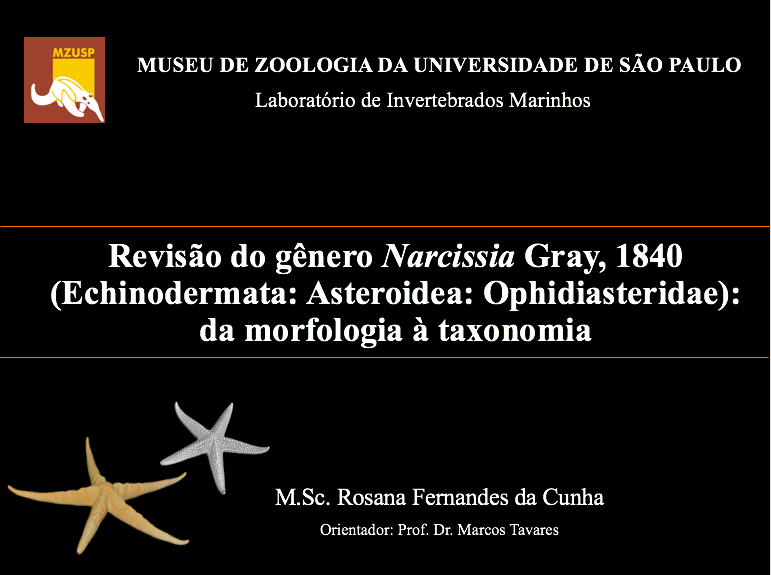 MZUSP
MUSEU DE ZOOLOGIA DA UNIVERSIDADE DE SÃO PAULO
Laboratório de Invertebrados Marinhos
Revisão do gênero Narcissia Gray, 1840
(Echinodermata: Asteroidea: Ophidiasteridae):
da morfologia à taxonomia
M.Sc. Rosana Fernandes da Cunha
Orientador: Prof. Dr. Marcos Tavares